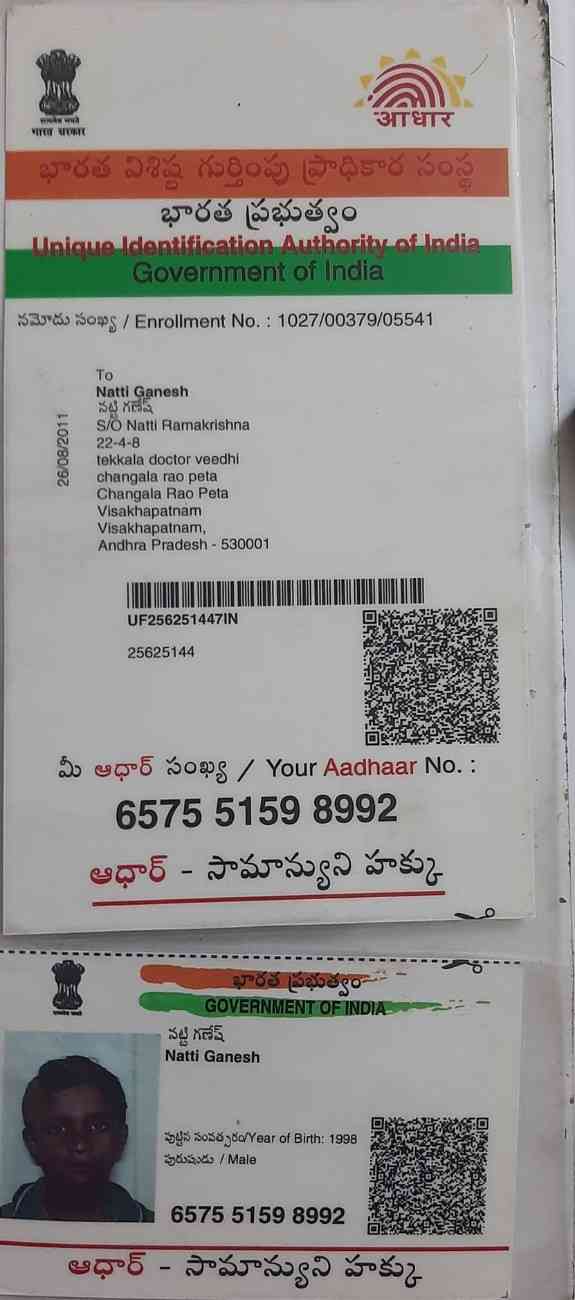 सत्यमेव जयते
भारत सरकार
आधार
భారత విశిష్ట గుర్తింపు ప్రాధికార సంస్థ
భారత ప్రభుత్వం
Unique Identification Authority of India
Government of India
నమోదు సంఖ్య / Enrollment No. : 1027/00379/05541
To
Natti Ganesh
నట్టి గణేష్
S/O Natti Ramakrishna
22-4-8
tekkala doctor veedhi
changala rao peta
Changala Rao Peta
Visakhapatnam
Visakhapatnam,
Andhra Pradesh - 530001
26/08/2011
UF256251447IN
25625144
మీ ఆధార్ సంఖ్య / Your Aadhaar No. :
6575 5159 8992
ఆధార్ - సామాన్యుని హక్కు
భారత ప్రభుత్వం
GOVERNMENT OF INDIA
నట్టి గణేష్
Natti Ganesh
పుట్టిన సంవత్సరం/Year of Birth: 1998
పురుషుడు / Male
6575 5159 8992
ఆధార్ - సామాన్యుని హక్కు